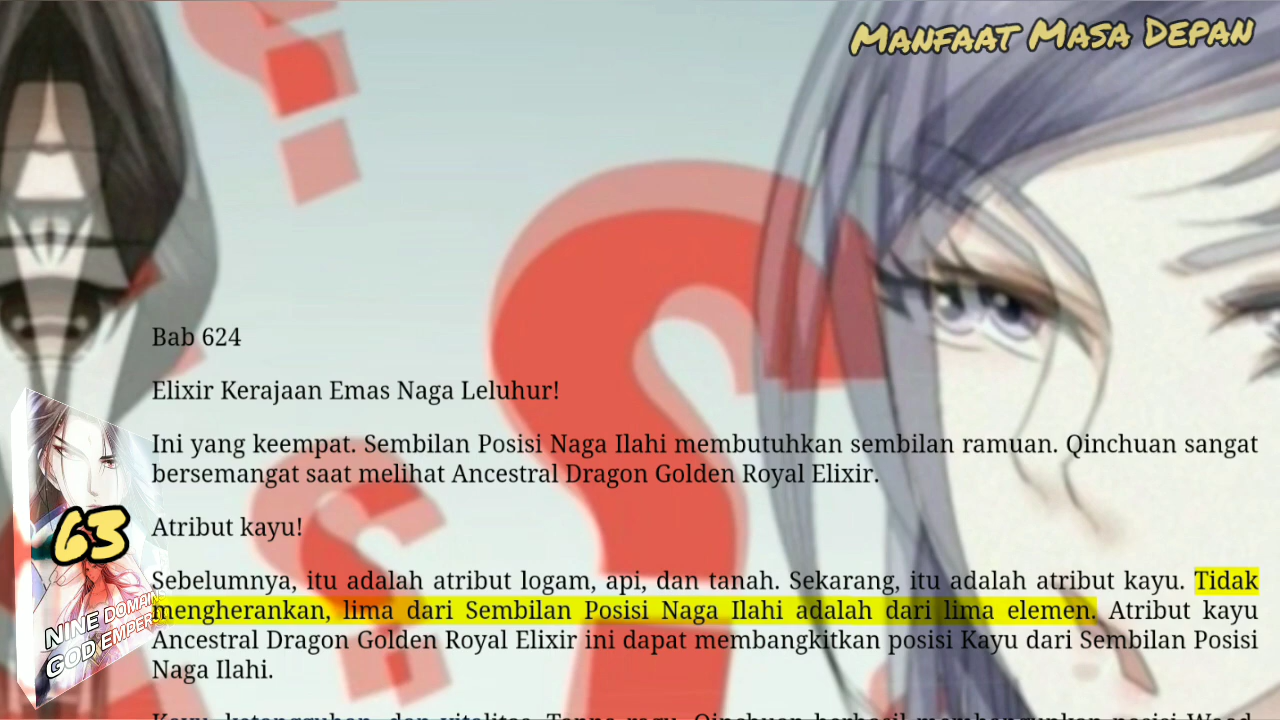 Manfaat Masa Depan
Bab 624
Elixir Kerajaan Emas Naga Leluhur!
Ini yang keempat. Sembilan Posisi Naga Ilahi membutuhkan sembilan ramuan. Qinchuan sangat
bersemangat saat melihat Ancestral Dragon Golden Royal Elixir.
Atribut kayu!
Sebelumnya, itu adalah atribut logam, api, dan tanah. Sekarang, itu adalah atribut kayu. Tidak
mengherankan, lima dari Sembilan Posisi Naga Ilahi adalah dari lima elemen. Atribut kayu
Ancestral Dragon Golden Royal Elixir ini dapat membangkitkan posisi Kayu dari Sembilan Posisi
Naga Ilahi.
63
NINE DOMAINS
GOD EMPEROR